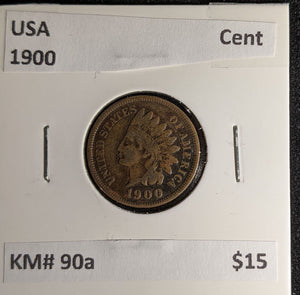 USA Cent
1900
UNITED STATES OF AMERICA
1900
KM# 90a $15